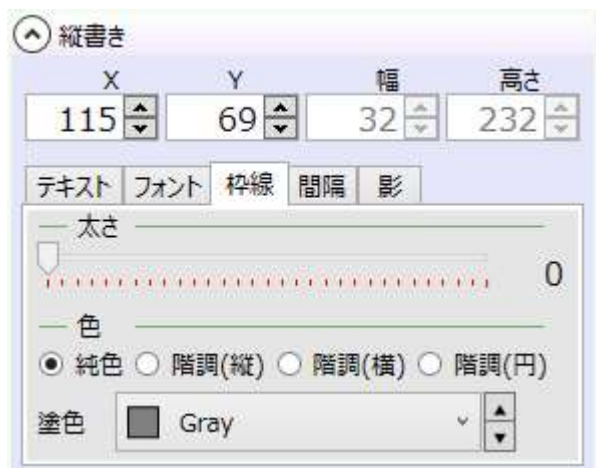 縦書き
X Y 幅 高さ
115 69 32 232
テキスト フォント 枠線 間隔 影
太さ
0
色
純色 階調(縦) 階調(横) 階調(円)
塗色 Gray